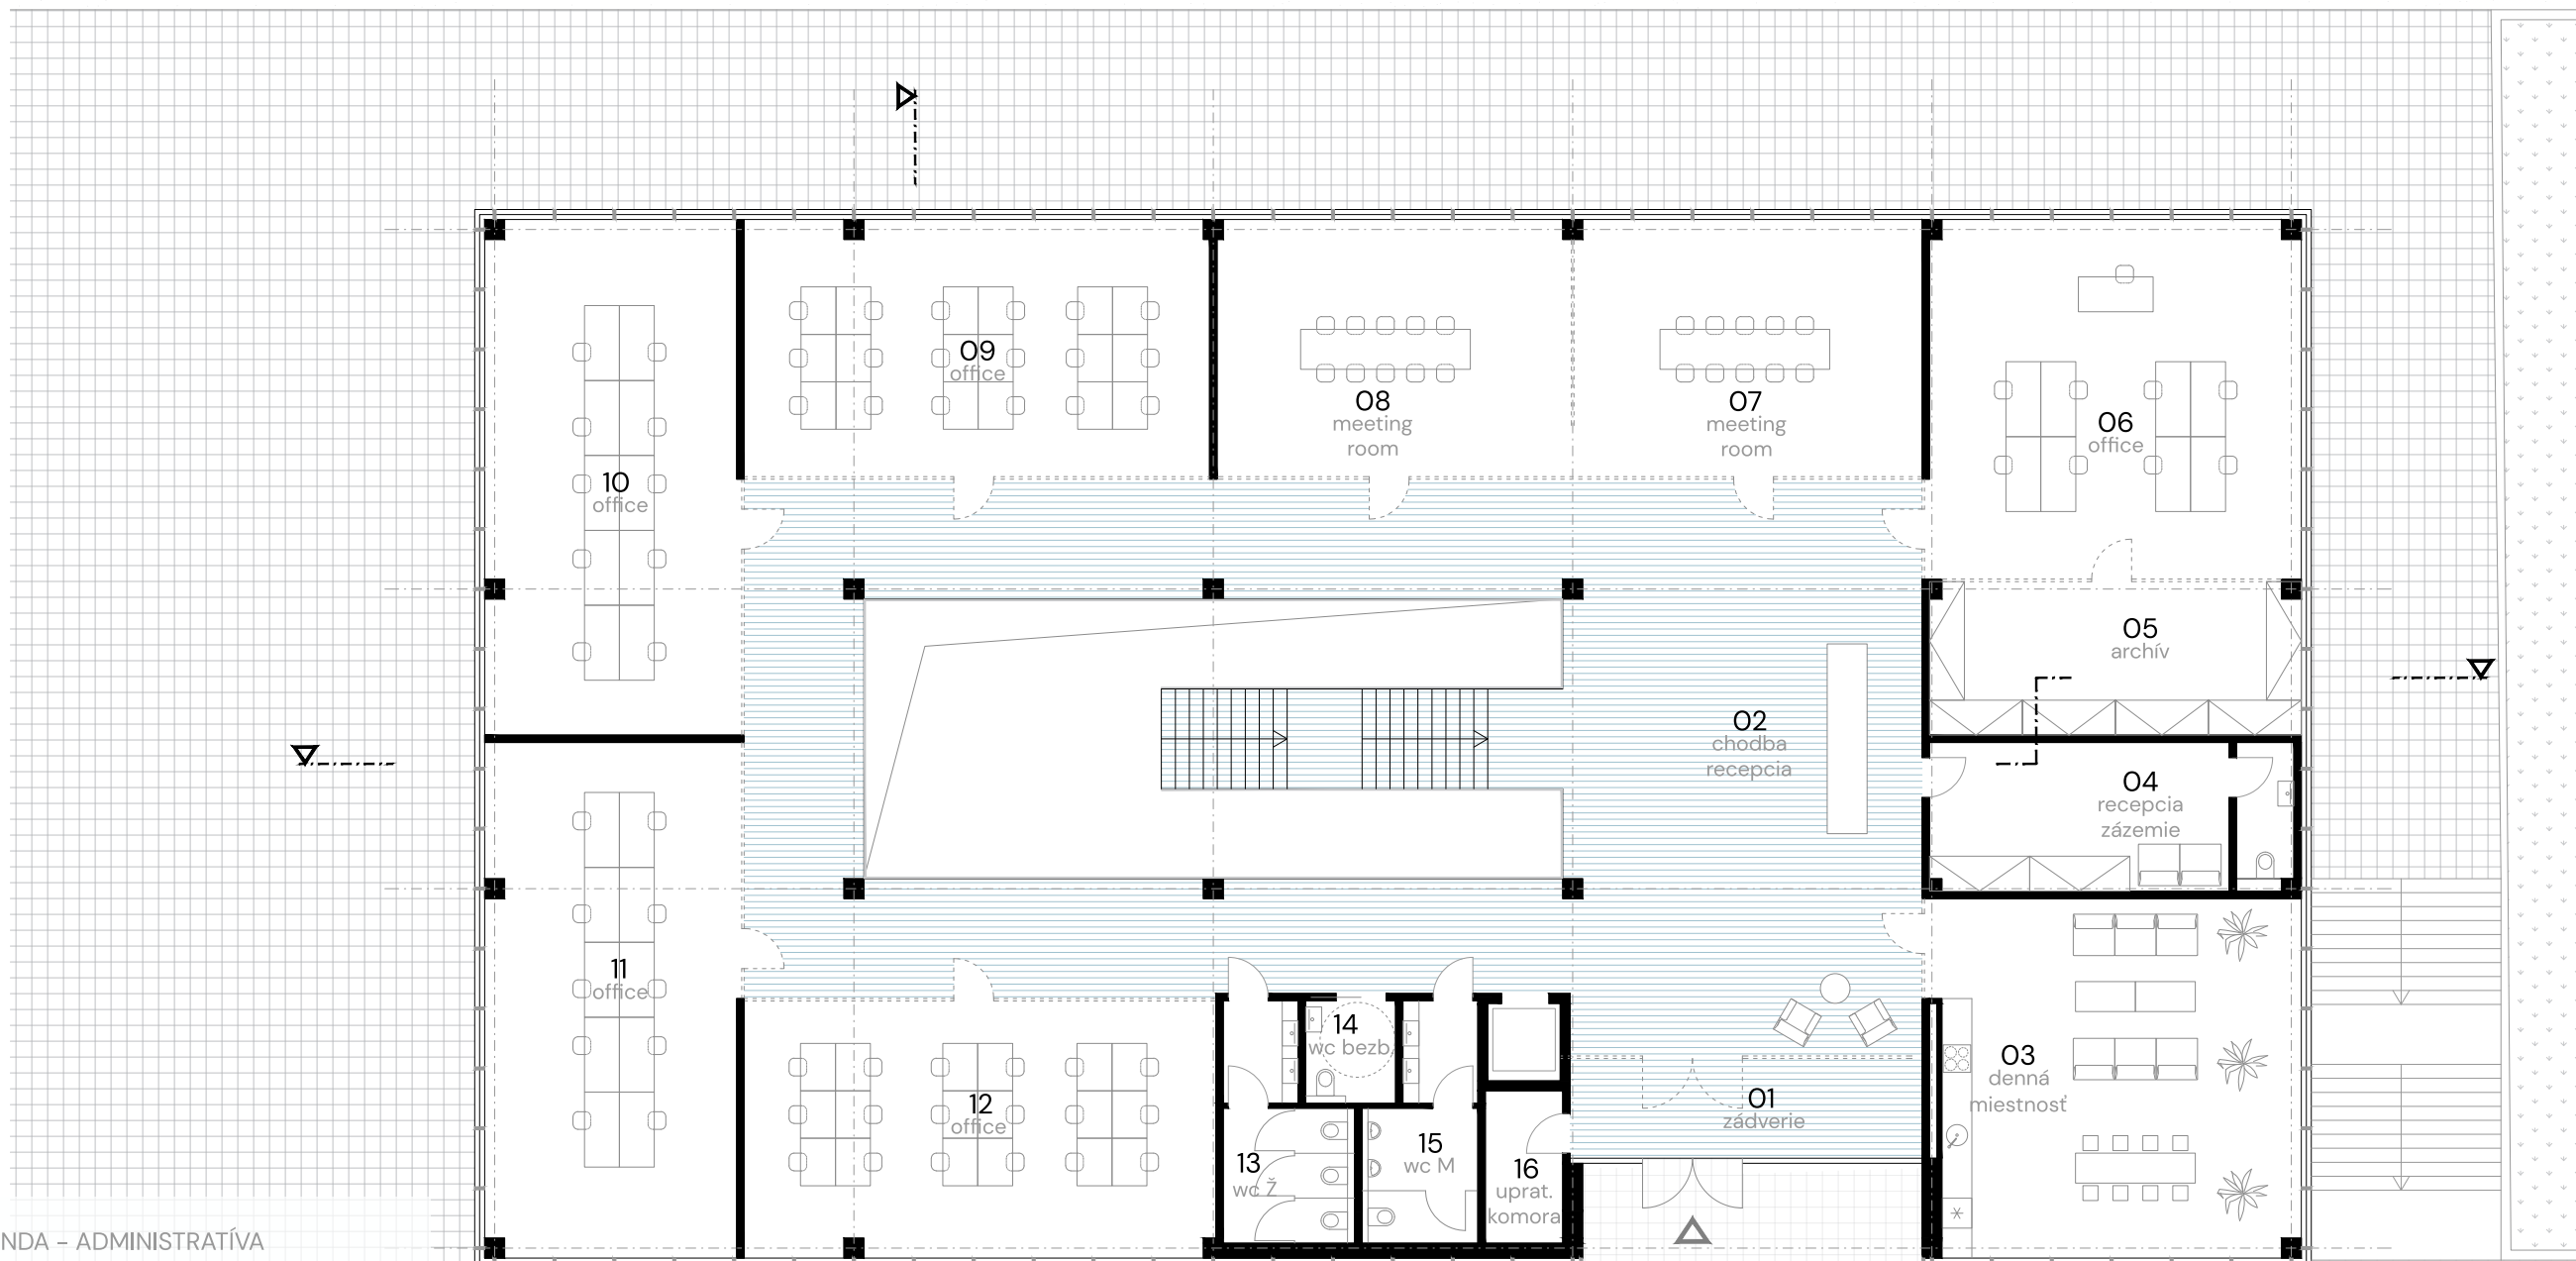 09
office
08
meeting
room
07
meeting
room
06
office
10
office
05
archív
02
chodba
recepcia
04
recepcia
zázemie
11
office
14
wc bezb.
03
denná
miestnosť
12
office
01
zádverie
13
wc Ž
15
wc M
16
uprat.
komora
NDA - ADMINISTRATÍVA